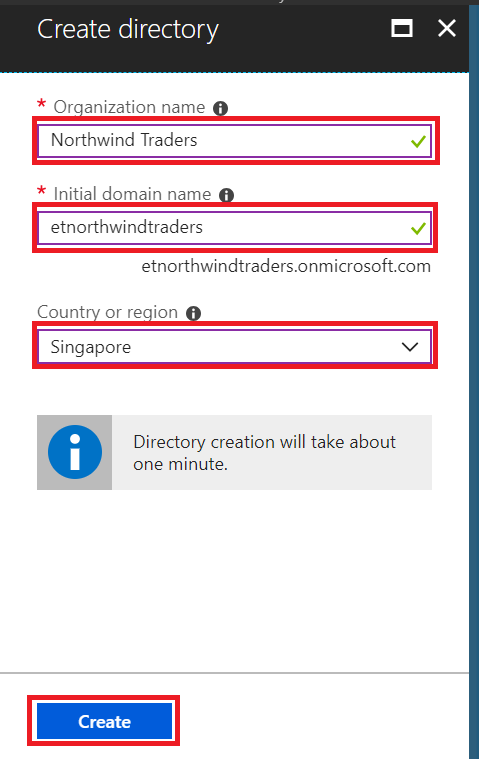 Create directory
* Organization name
Northwind Traders
* Initial domain name
etnorthwindtraders
etnorthwindtraders.onmicrosoft.com
Country or region
Singapore
Directory creation will take about
one minute.
Create